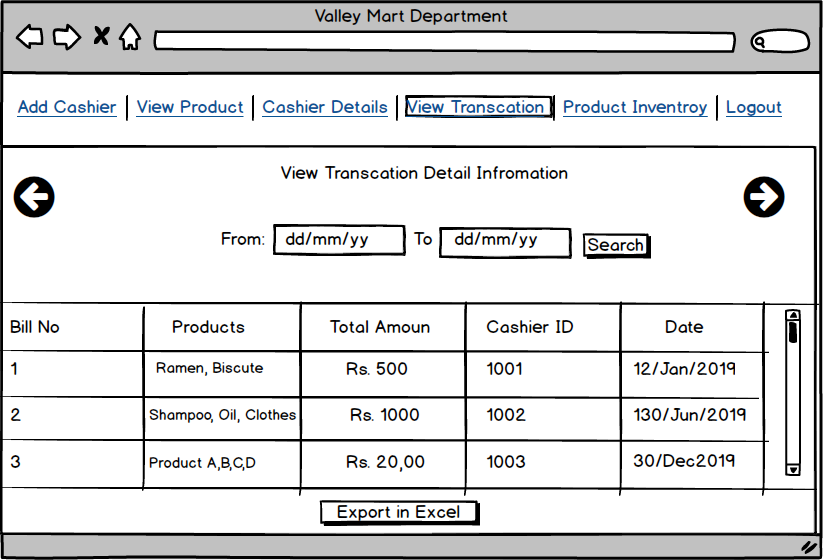 Valley Mart Department
Add Cashier View Product Cashier Details View Transcation Product Inventroy Logout
View Transcation Detail Infromation
From: dd/mm/yy To dd/mm/yy Search
Bill No Products Total Amoun Cashier ID Date
1 Ramen, Biscute Rs. 500 1001 12/Jan/2019
2 Shampoo, Oil, Clothes Rs. 1000 1002 130/Jun/2019
3 Product A,B,C,D Rs. 20,00 1003 30/Dec2019
Export in Excel